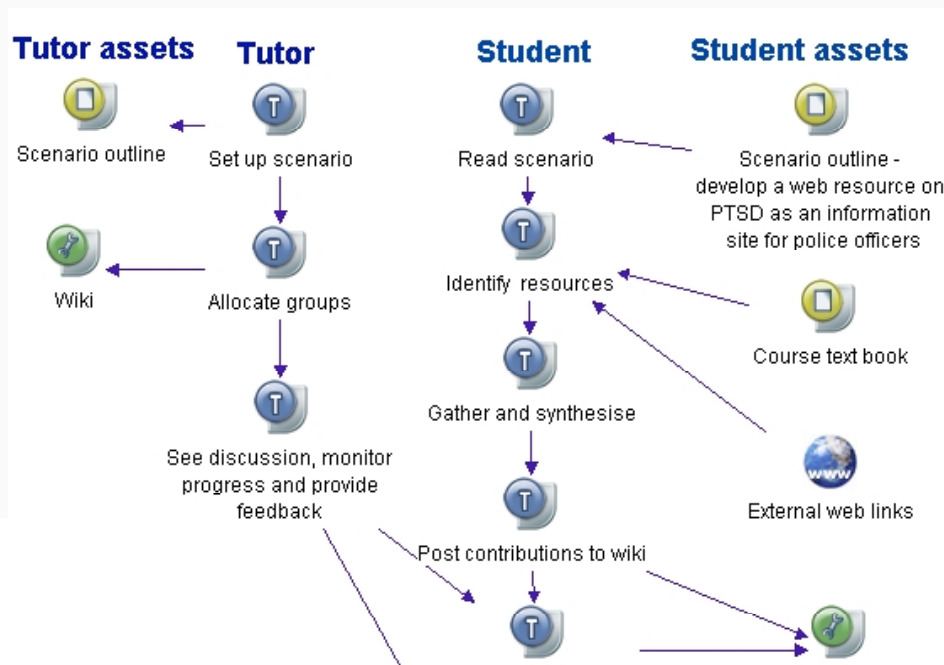 Tutor assets
Tutor
Student
Student assets
T
T
Scenario outline
Set up scenario
Read scenario
Scenario outline -
develop a web resource on
PTSD as an information
site for police officers
T
T
Wiki
Allocate groups
Identify resources
Course text book
T
T
Gather and synthesise
See discussion, monitor
progress and provide
feedback
www
External web links
T
Post contributions to wiki
T